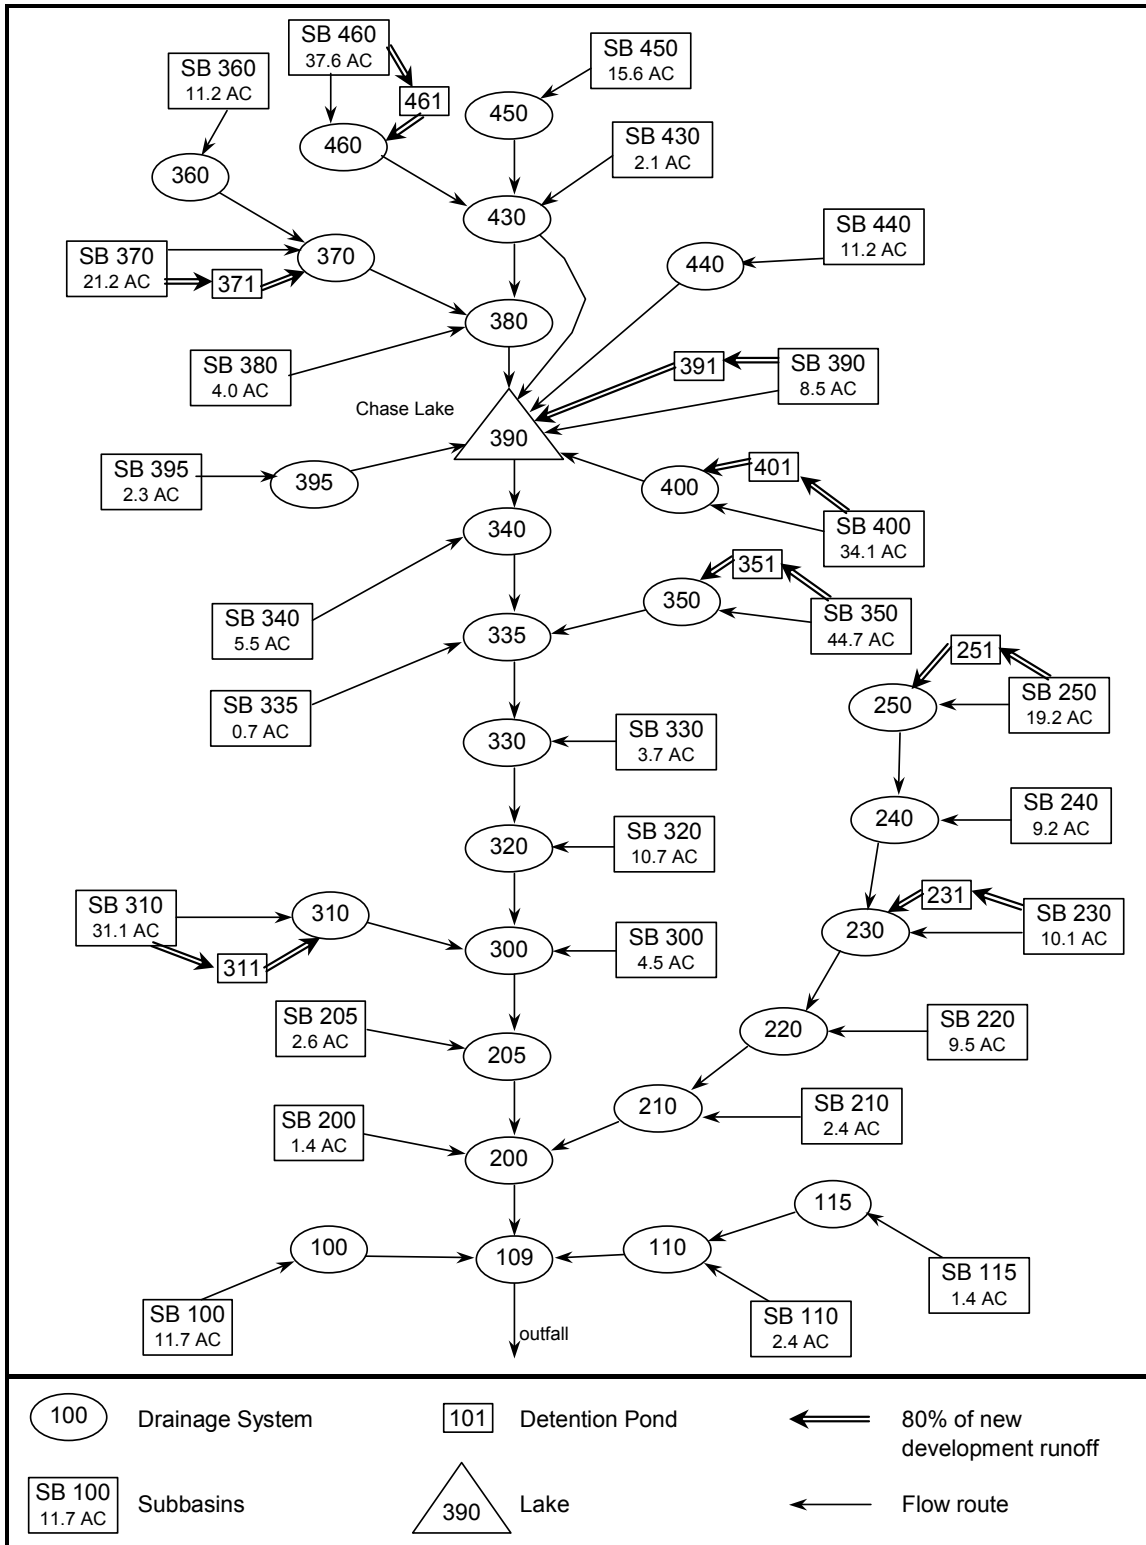 SB 460
37.6 AC
SB 450
15.6 AC
SB 360
11.2 AC
461
450
460
SB 430
2.1 AC
360
430
SB 440
11.2 AC
SB 370
21.2 AC
370
440
371
380
SB 380
4.0 AC
391
SB 390
8.5 AC
Chase Lake
390
SB 395
2.3 AC
395
400
401
SB 400
34.1 AC
340
351
SB 340
5.5 AC
350
SB 350
44.7 AC
335
251
SB 335
0.7 AC
250
SB 250
19.2 AC
330
SB 330
3.7 AC
240
SB 240
9.2 AC
320
SB 320
10.7 AC
SB 310
31.1 AC
310
231
SB 230
10.1 AC
230
311
300
SB 300
4.5 AC
SB 205
2.6 AC
205
220
SB 220
9.5 AC
SB 200
1.4 AC
210
SB 210
2.4 AC
200
115
100
109
110
SB 115
1.4 AC
SB 100
11.7 AC
outfall
SB 110
2.4 AC
100
Drainage System
101
Detention Pond
80% of new
development runoff
SB 100
11.7 AC
Subbasins
390
Lake
Flow route